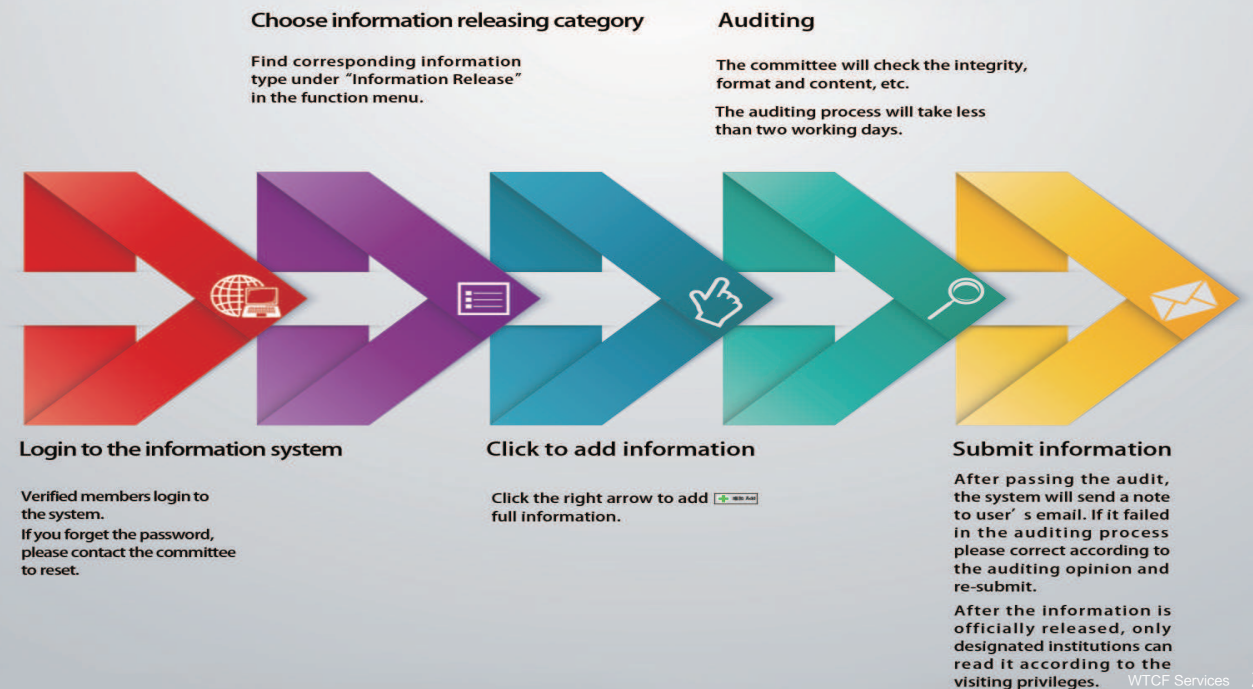 Choose information releasing category
Find corresponding information
type under “Information Release”
in the function menu.
Auditing
The committee will check the integrity,
format and content, etc.
The auditing process will take less
than two working days.
Login to the information system
Verified members login to
the system.
If you forget the password,
please contact the committee
to reset.
Click to add information
Click the right arrow to add
full information.
Submit information
After passing the audit,
the system will send a note
to user’ s email. If it failed
in the auditing process
please correct according to
the auditing opinion and
re-submit.
After the information is
officially released, only
designated institutions can
read it according to the
visiting privileges.
WTCF Services